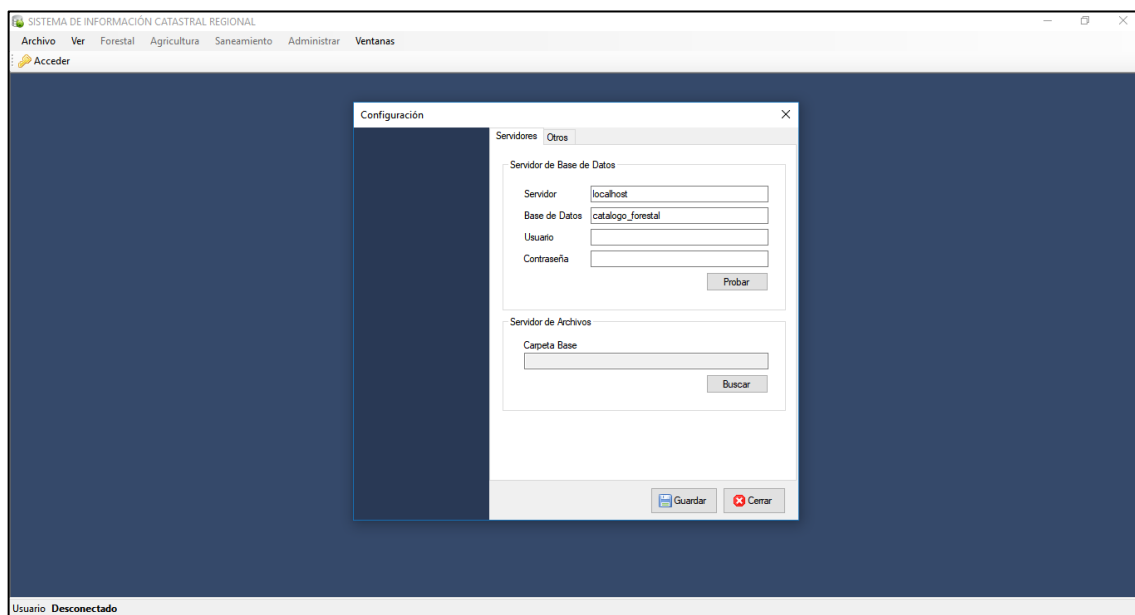 SISTEMA DE INFORMACIÓN CATASTRAL REGIONAL
Archivo Ver Forestal Agricultura Saneamiento Administrar Ventanas
Acceder
Configuración
Servidores Otros
Servidor de Base de Datos
Servidor localhost
Base de Datos catalogo_forestal
Usuario
Contraseña
Probar
Servidor de Archivos
Carpeta Base
Buscar
Guardar Cerrar
Usuario Desconectado